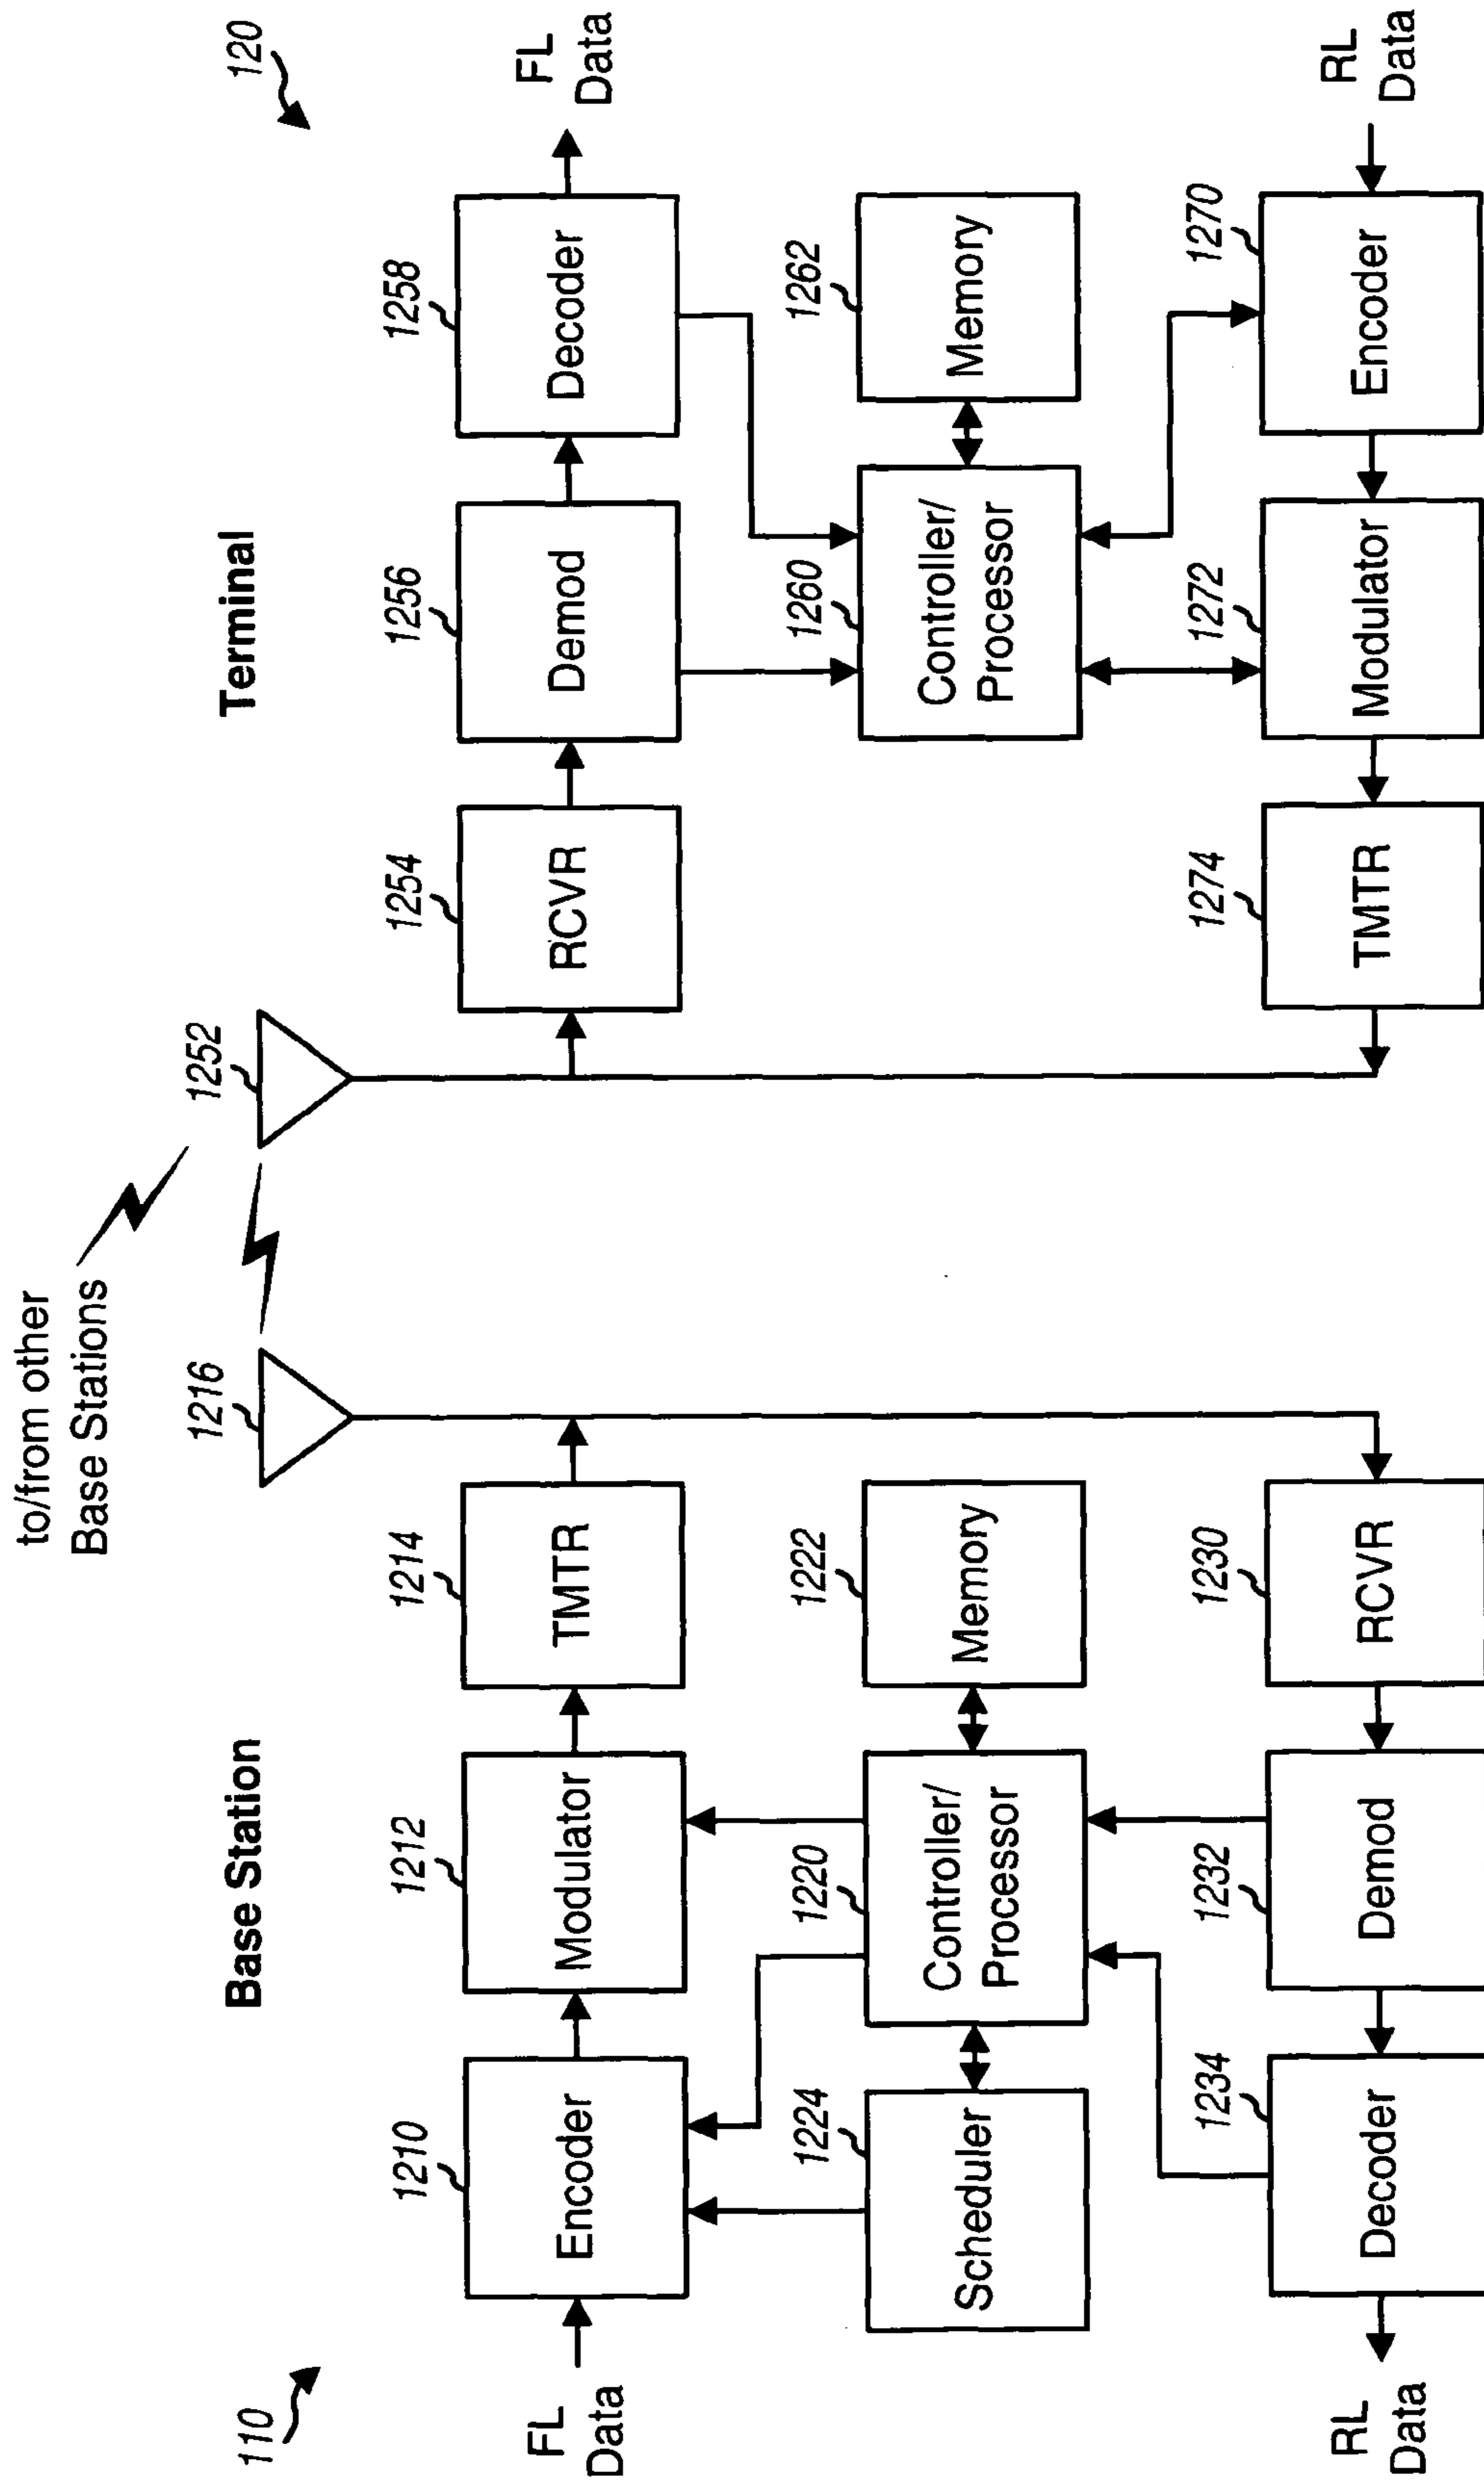 to/from other
Base Stations
110
Base Station
1216
1252
Terminal
120
FL
Data
1210
Encoder
1212
Modulator
1214
TMTR
1254
RCVR
1256
Demod
1258
Decoder
FL
Data
1224
Scheduler
1220
Controller/
Processor
1222
Memory
1260
Controller/
Processor
1262
Memory
RL
Data
1234
Decoder
1232
Demod
1230
RCVR
1274
TMTR
1272
Modulator
1270
Encoder
RL
Data